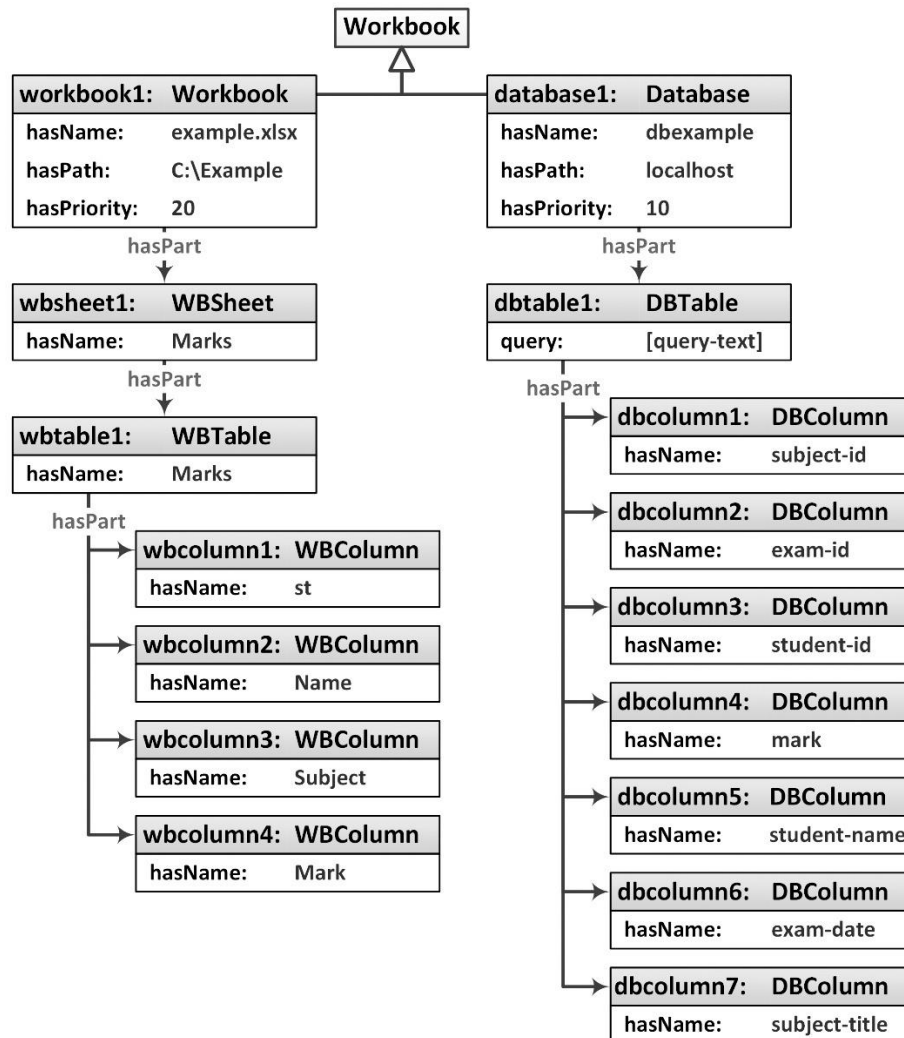 Workbook
workbook1: Workbook
hasName: example.xlsx
hasPath: C:\Example
hasPriority: 20
hasPart
wbsheet1: WBSheet
hasName: Marks
hasPart
wbtable1: WBTable
hasName: Marks
hasPart
wbcolumn1: WBColumn
hasName: st
wbcolumn2: WBColumn
hasName: Name
wbcolumn3: WBColumn
hasName: Subject
wbcolumn4: WBColumn
hasName: Mark
database1: Database
hasName: dbexample
hasPath: localhost
hasPriority: 10
hasPart
dbtable1: DBTable
query: [query-text]
hasPart
dbcolumn1: DBColumn
hasName: subject-id
dbcolumn2: DBColumn
hasName: exam-id
dbcolumn3: DBColumn
hasName: student-id
dbcolumn4: DBColumn
hasName: mark
dbcolumn5: DBColumn
hasName: student-name
dbcolumn6: DBColumn
hasName: exam-date
dbcolumn7: DBColumn
hasName: subject-title